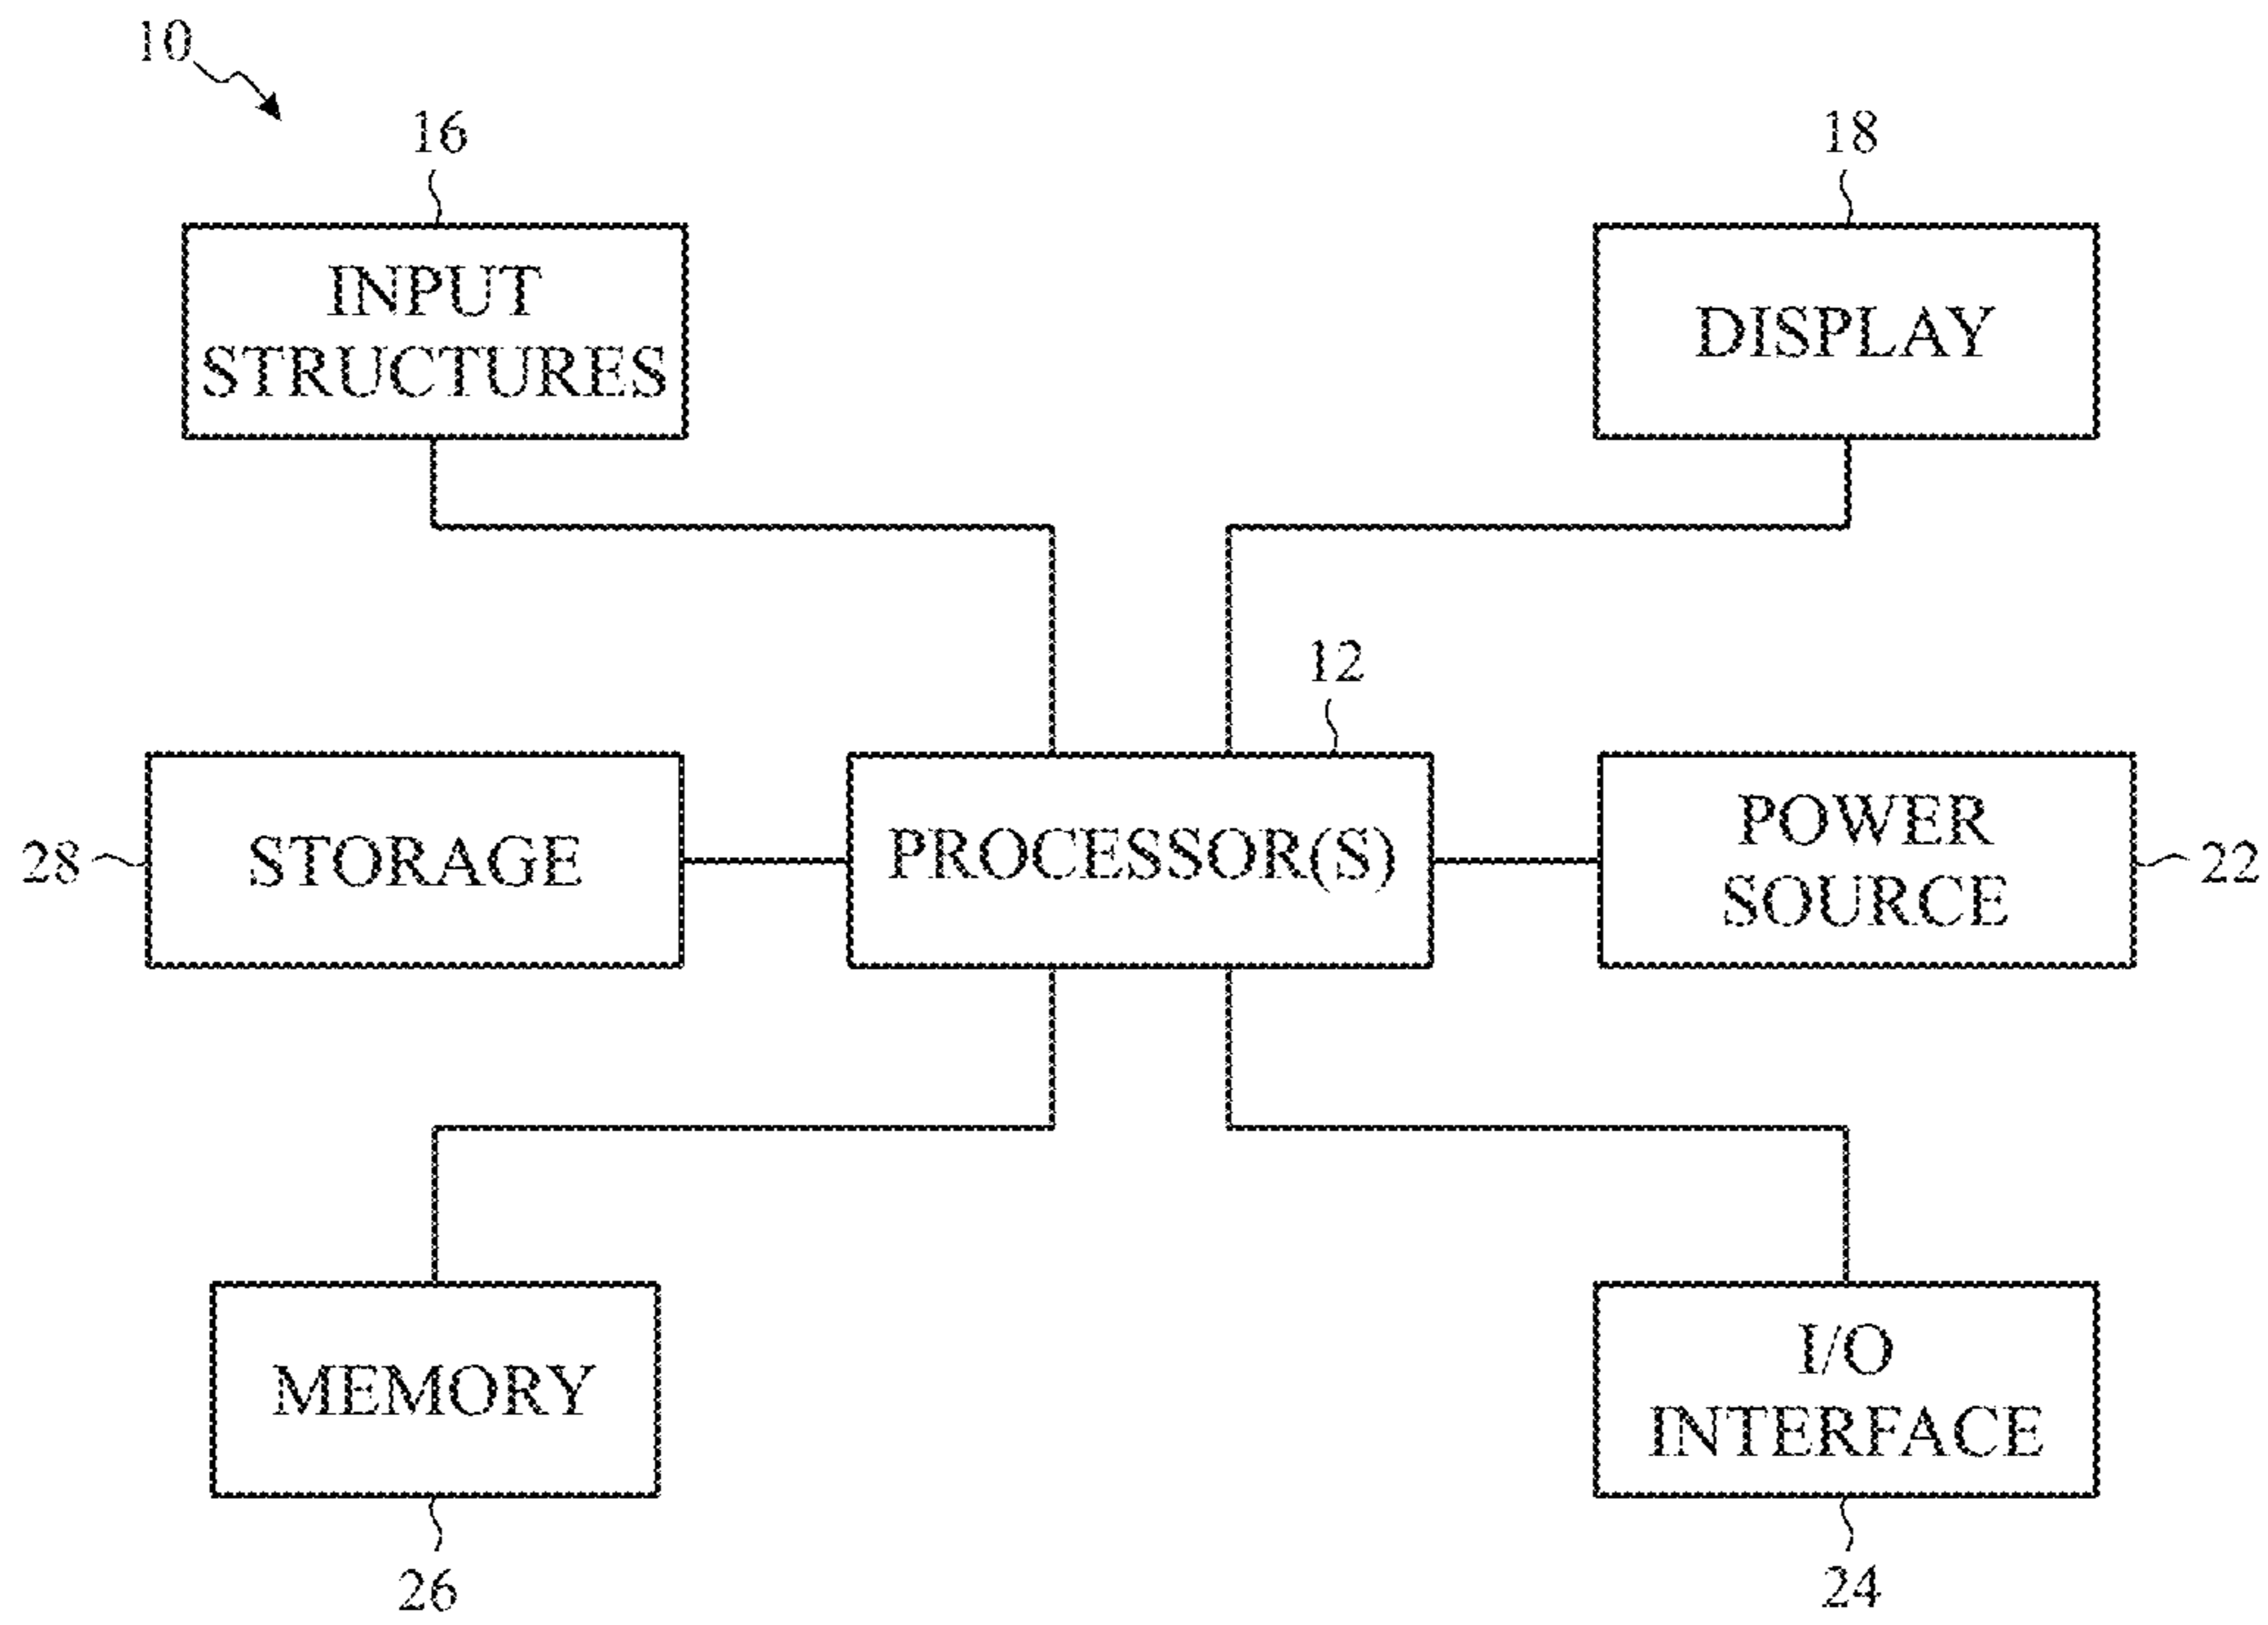 10
16
18
INPUT
STRUCTURES
DISPLAY
12
28
STORAGE
PROCESSOR(S)
POWER
SOURCE
22
MEMORY
I/O
INTERFACE
26
24